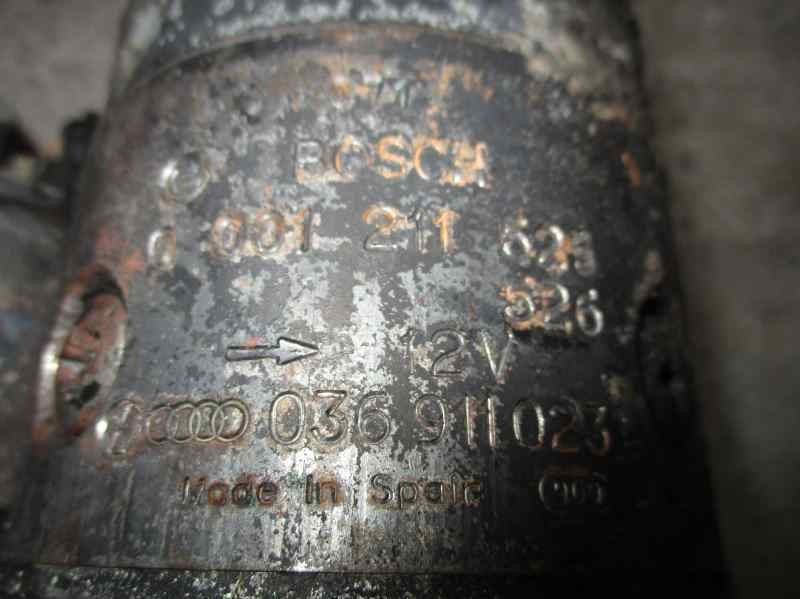 BOSCH
0 001 211 525
526
12V
036 911 023
Made in Spain